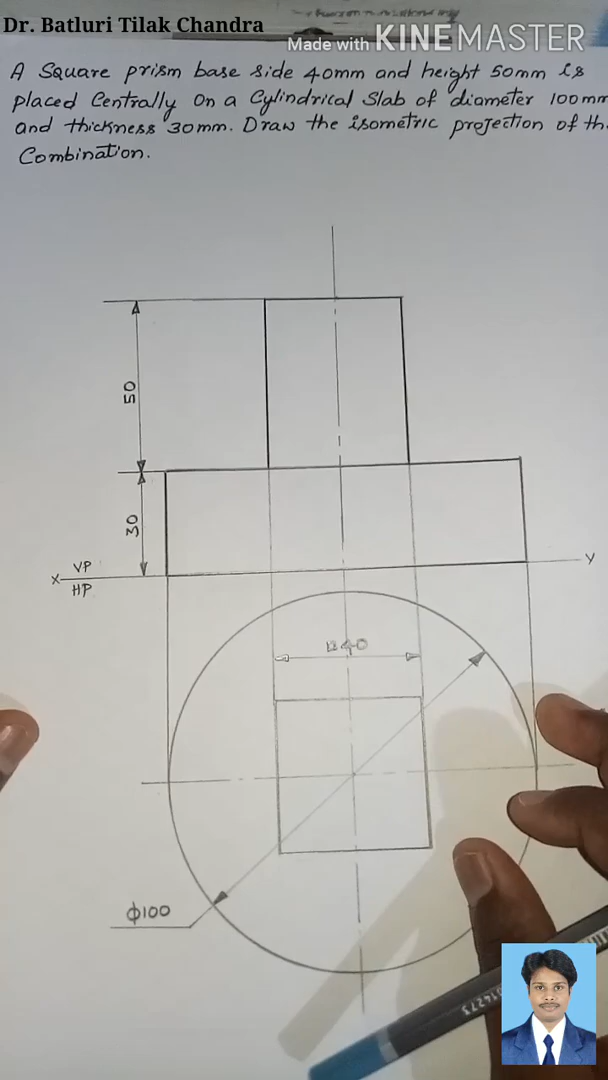 Dr. Batluri Tilak Chandra
Made with KINEMASTER
A Square prism base side 40mm and height 50mm is
placed Centrally on a Cylindrical Slab of diameter 100mm
and thickness 30mm. Draw the isometric projection of th
Combination.
50
30
X VP Y
HP
□40
Φ100